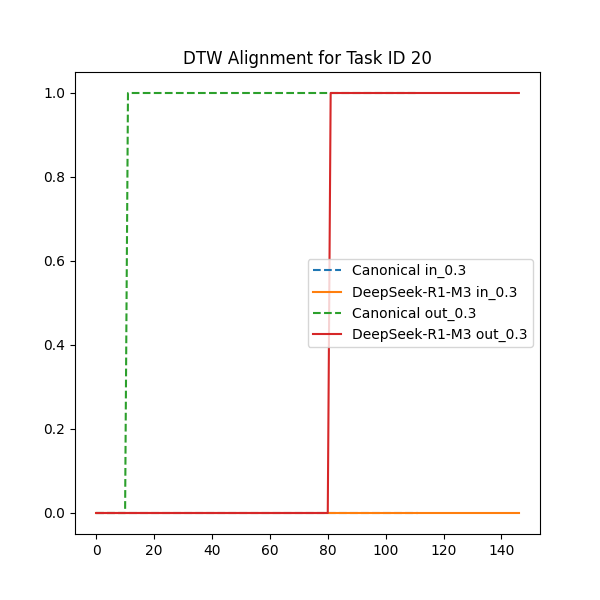 DTW Alignment for Task ID 20
1.0
0.8
0.6
0.4
0.2
0.0
Canonical in_0.3
DeepSeek-R1-M3 in_0.3
Canonical out_0.3
DeepSeek-R1-M3 out_0.3
0 20 40 60 80 100 120 140